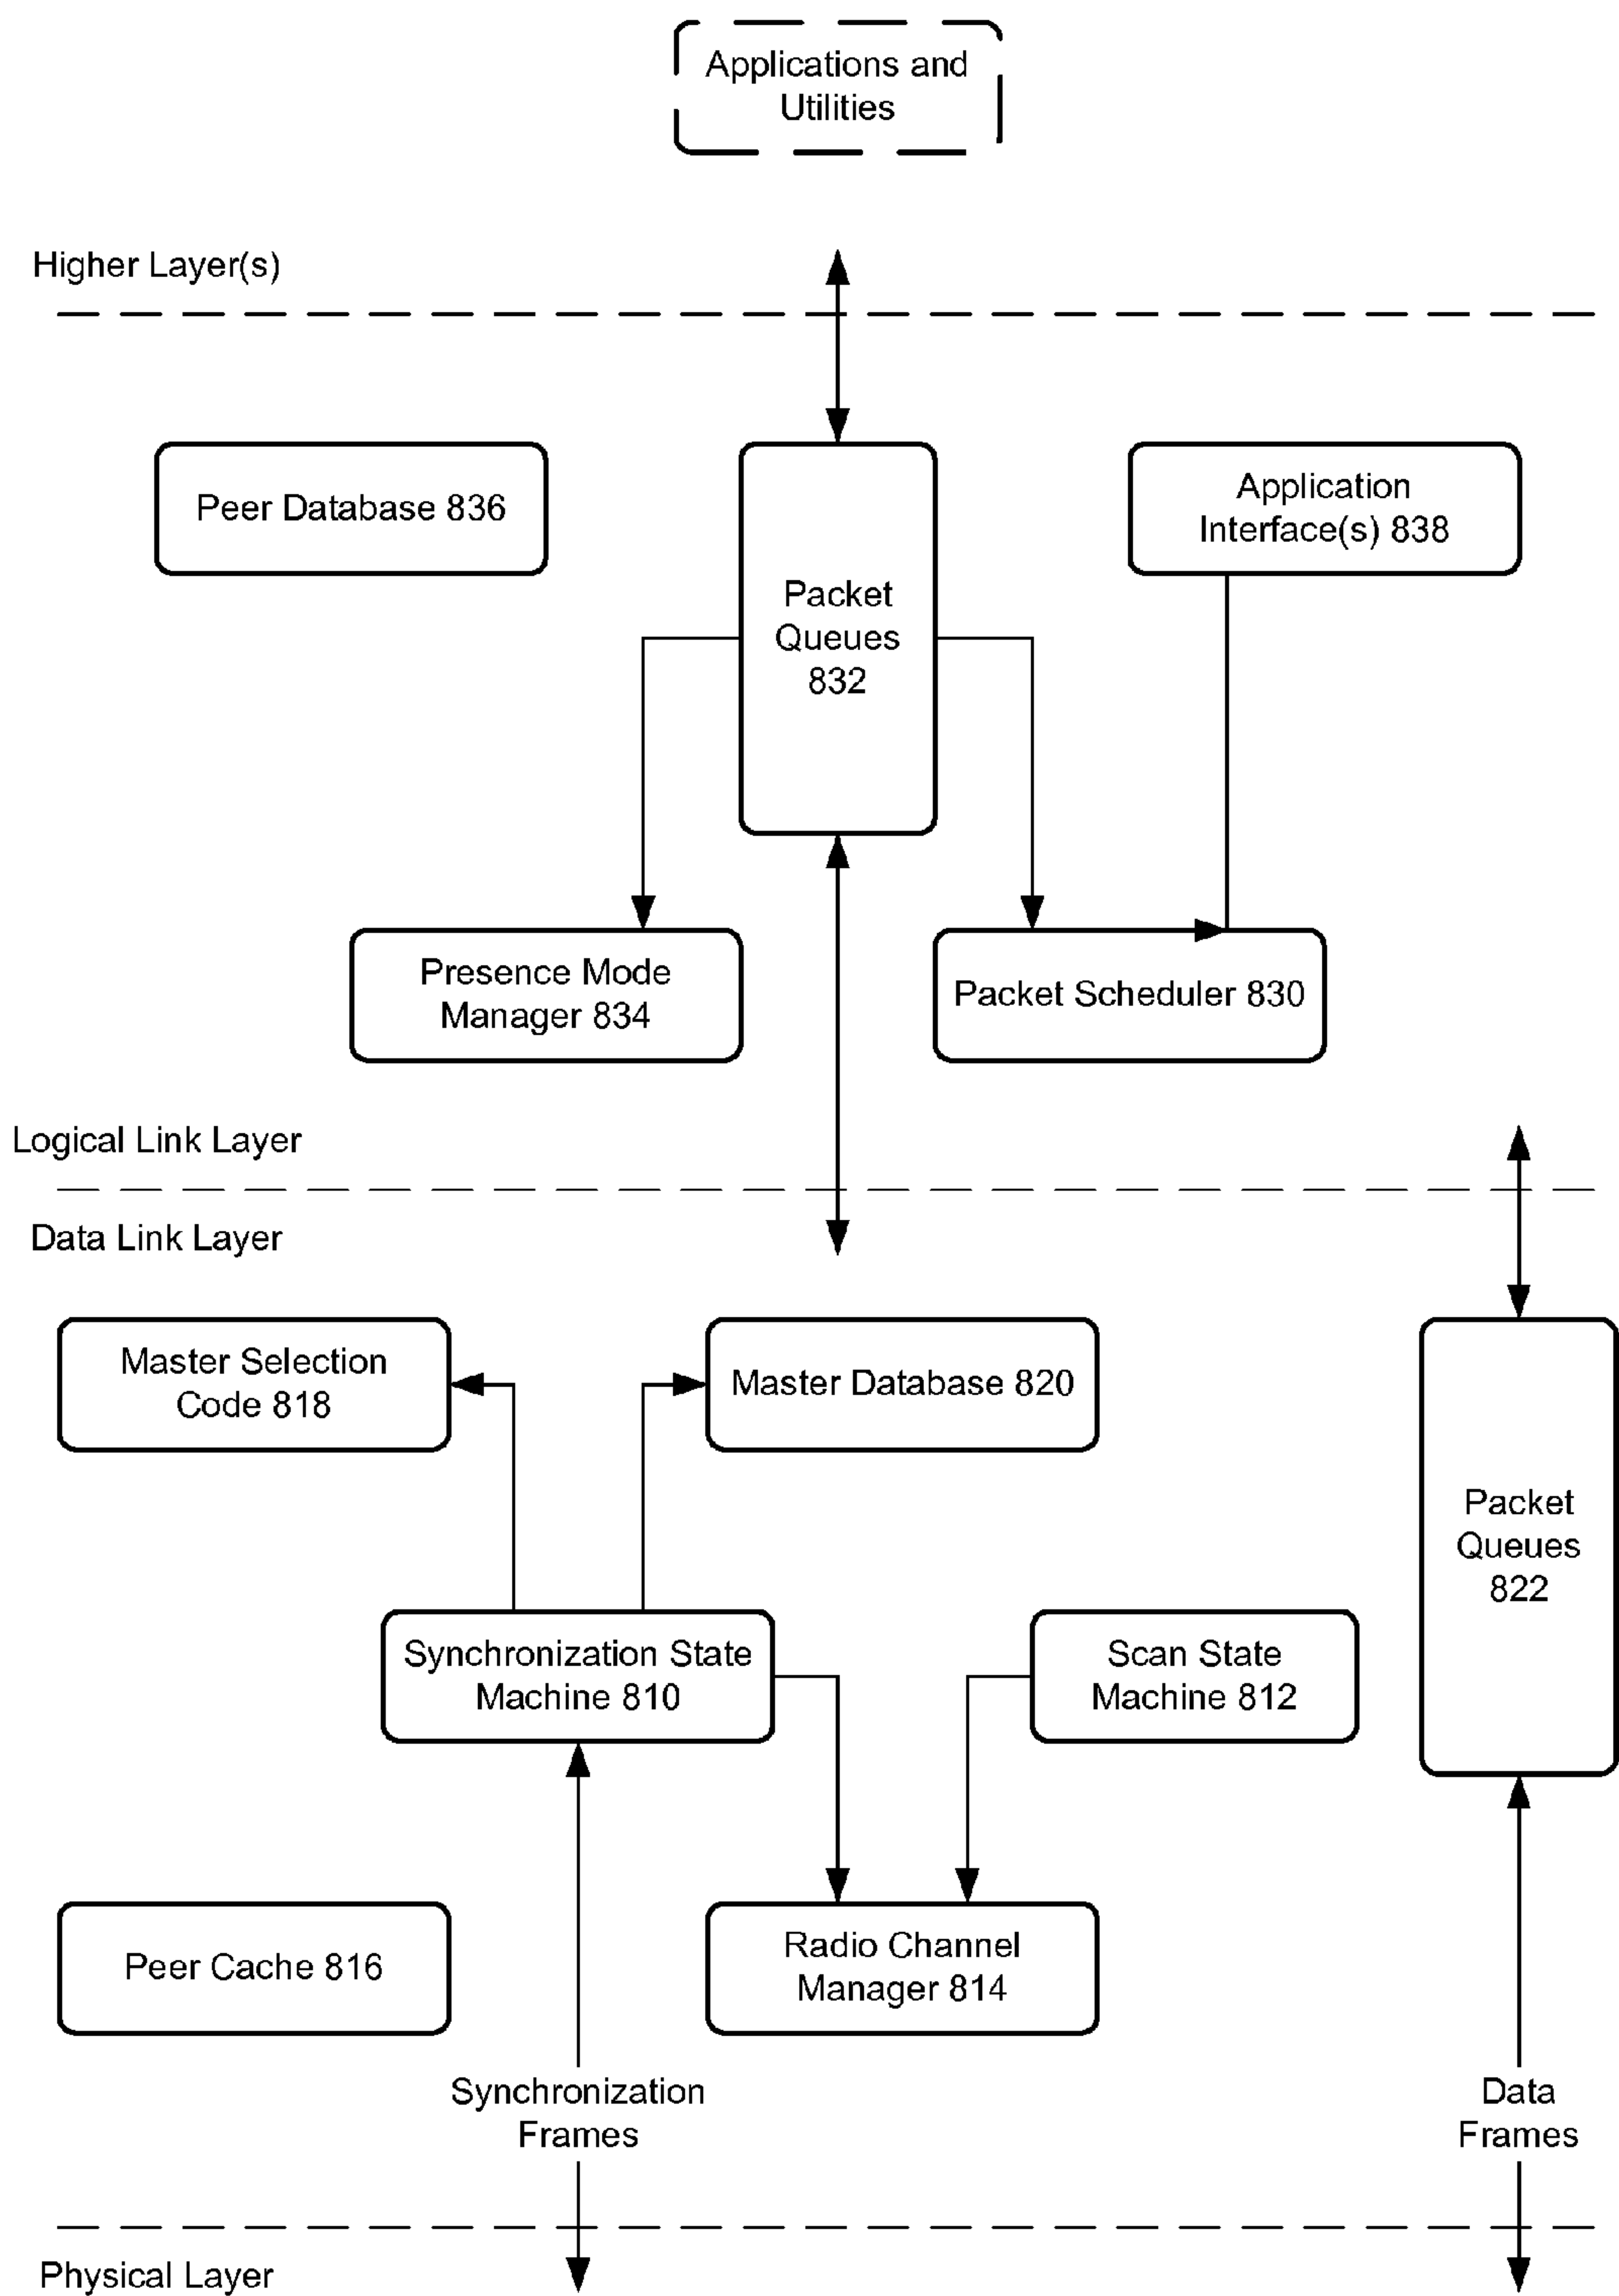 Applications and
Utilities
Higher Layer(s)
Peer Database 836
Packet
Queues
832
Application
Interface(s) 838
Presence Mode
Manager 834
Packet Scheduler 830
Logical Link Layer
Data Link Layer
Master Selection
Code 818
Master Database 820
Packet
Queues
822
Synchronization State
Machine 810
Scan State
Machine 812
Peer Cache 816
Radio Channel
Manager 814
Synchronization
Frames
Data
Frames
Physical Layer